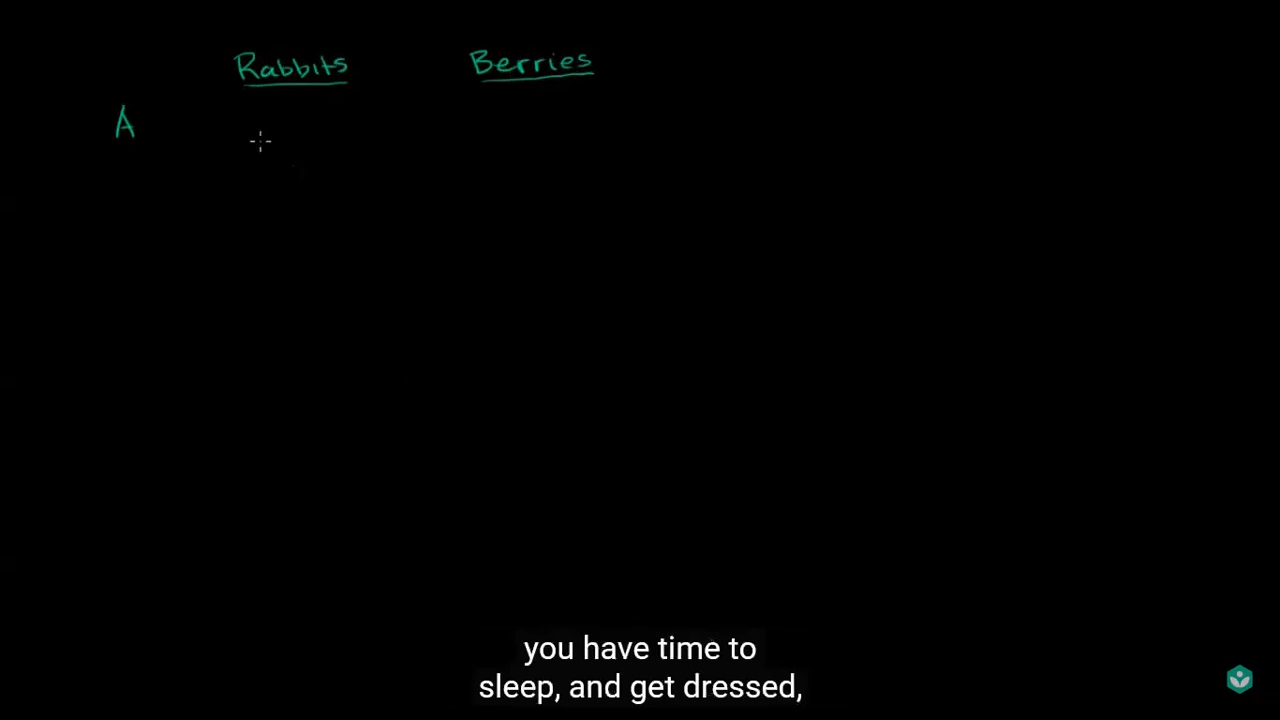 Rabbits Berries
A
you have time to
sleep, and get dressed,